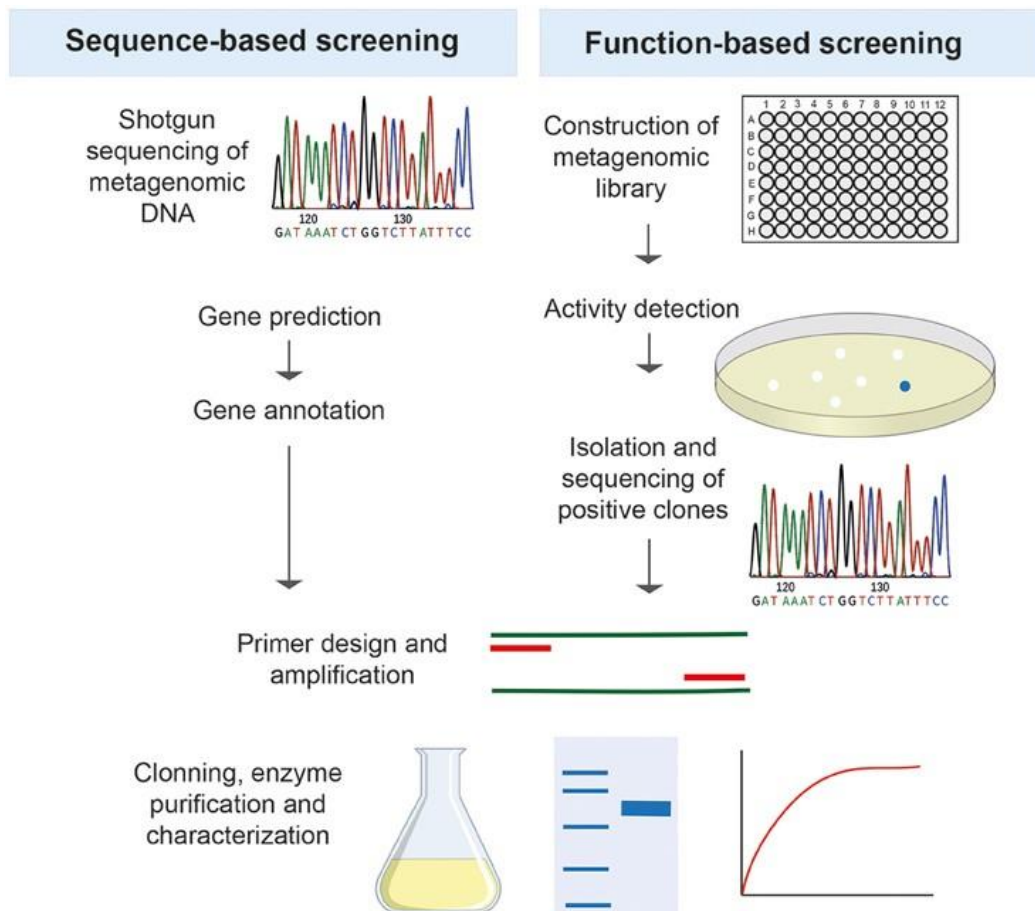 Sequence-based screening
Function-based screening
Shotgun
sequencing of
metagenomic
DNA
120 130
GATAAATCTGGTCTTATTTCC
Gene prediction
Gene annotation
Construction of
metagenomic
library
1 2 3 4 5 6 7 8 9 10 11 12
A
B
C
D
E
F
G
H
Activity detection
Isolation and
sequencing of
positive clones
120 130
GATAAATCTGGTCTTATTTCC
Primer design and
amplification
Clonning, enzyme
purification and
characterization